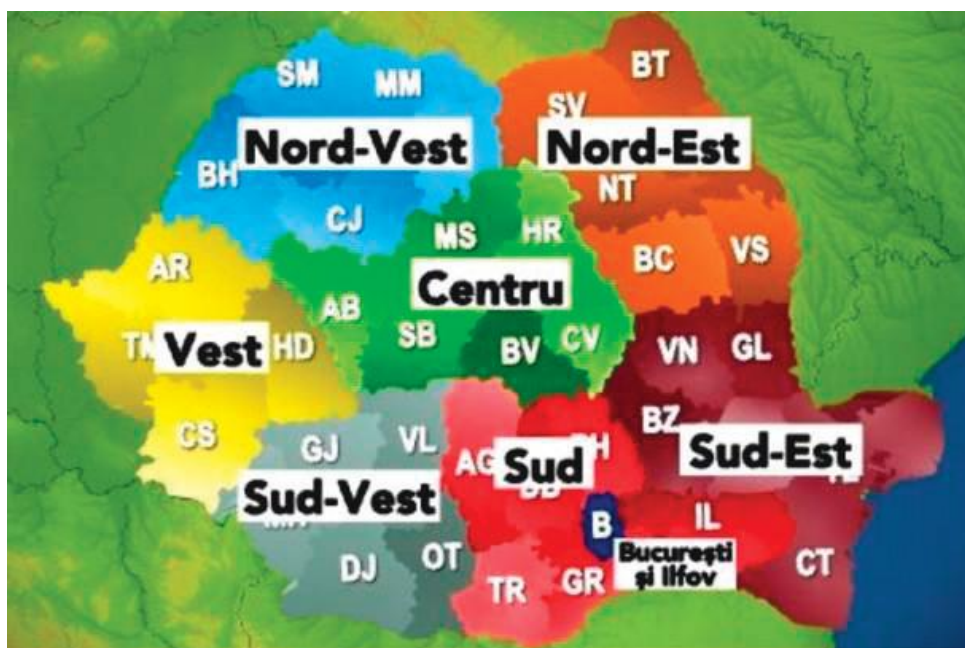 BT
SM
MM
SV
Nord-Vest
Nord-Est
BH
NT
CJ
MS
HR
BC
VS
AR
Centru
AB
SB
Vest
HD
BV
CV
VN
GL
CS
BZ
GJ
VL
AG
Sud
Sud-Est
Sud-Vest
B
IL
DJ
OT
București
și Ilfov
CT
TR
GR